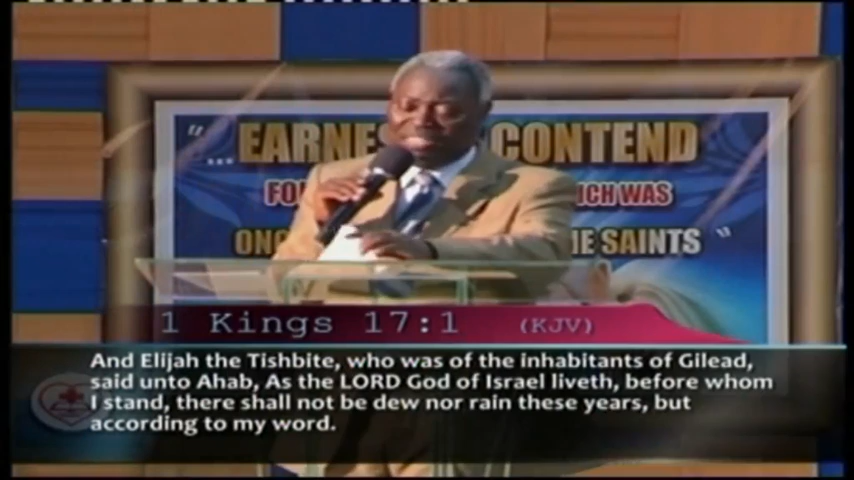 "...EARNES CONTEND
FO ICH WAS
ON E SAINTS"
1 Kings 17:1 (KJV)
And Elijah the Tishbite, who was of the inhabitants of Gilead,
said unto Ahab, As the LORD God of Israel liveth, before whom
I stand, there shall not be dew nor rain these years, but
according to my word.